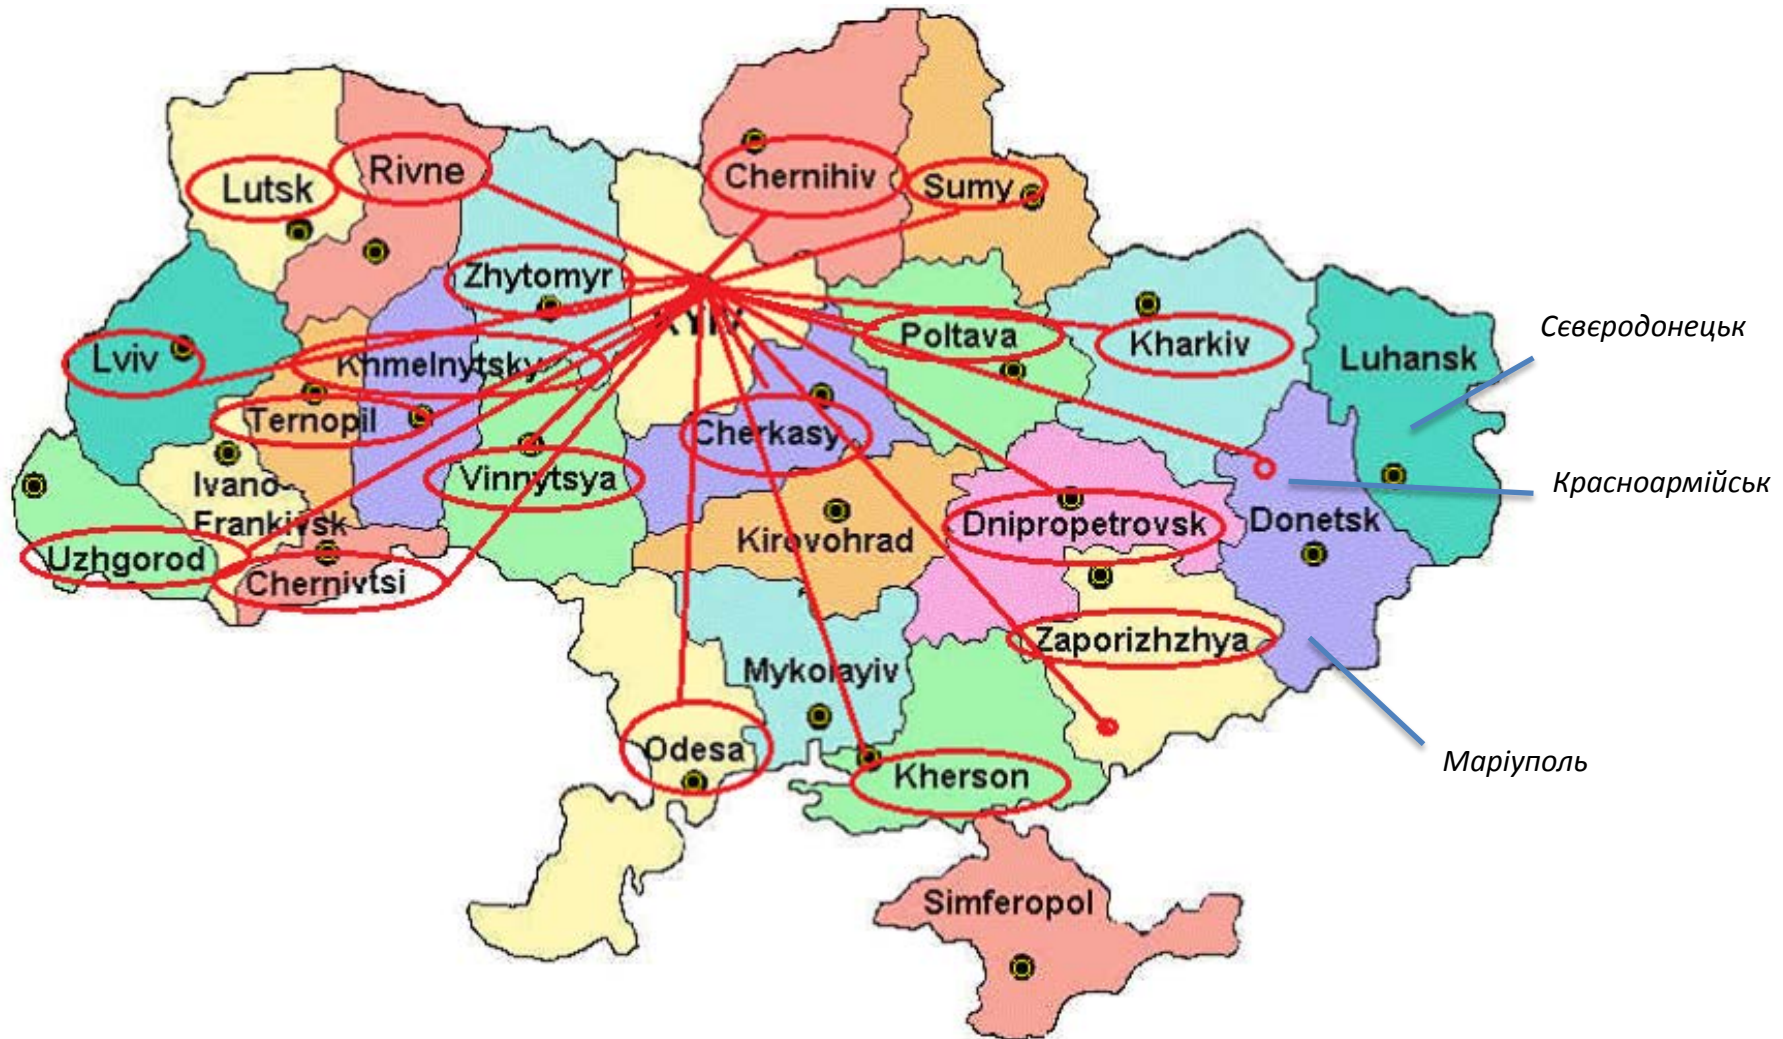 Rivne
Lutsk
Chernihiv
Sumy
Zhytomyr
KYIV
Poltava
Kharkiv
Сєвєродонецьк
Lviv
Khmelnytsky
Luhansk
Ternopil
Cherkasy
Vinnytsya
Ivano-
Frankivsk
Красноармійськ
Dnipropetrovsk
Donetsk
Kirovohrad
Uzhgorod
Chernivtsi
Zaporizhzhya
Mykolayiv
Odesa
Kherson
Маріуполь
Simferopol